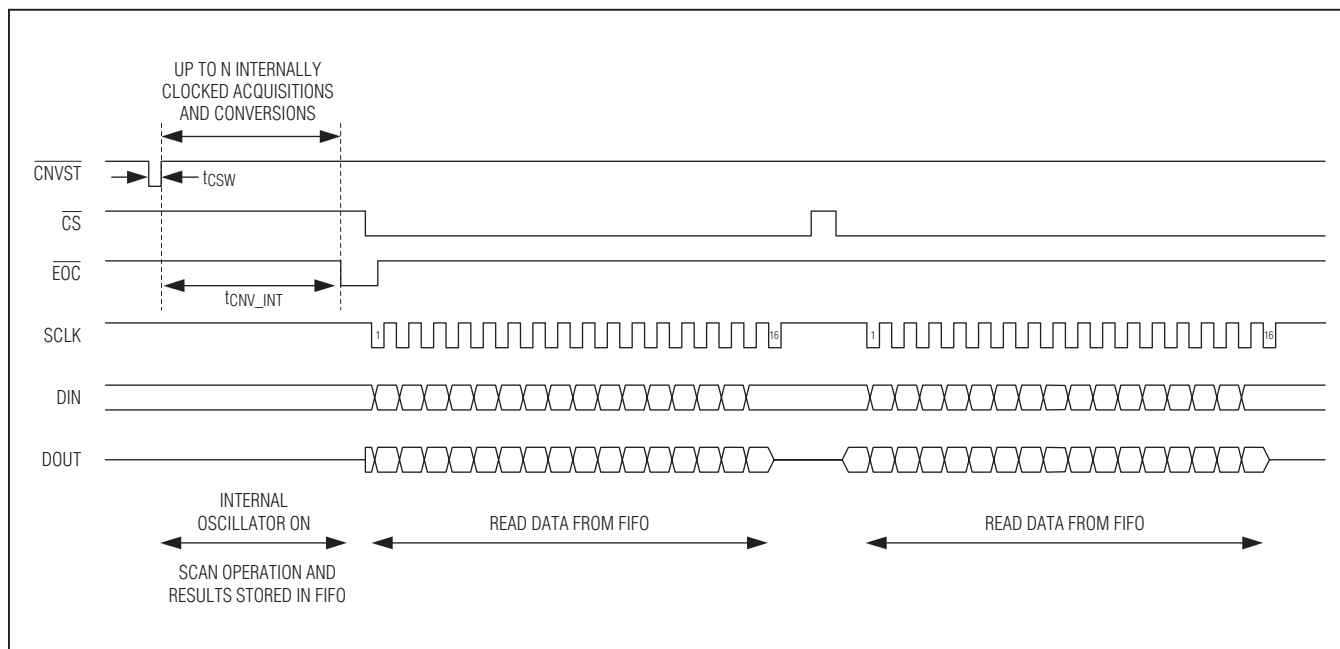 UP TO N INTERNALLY
CLOCKED ACQUISITIONS
AND CONVERSIONS
CNVST
tCSW
CS
EOC
tCNV_INT
SCLK
1
16
1
16
DIN
DOUT
INTERNAL
OSCILLATOR ON
READ DATA FROM FIFO
READ DATA FROM FIFO
SCAN OPERATION AND
RESULTS STORED IN FIFO